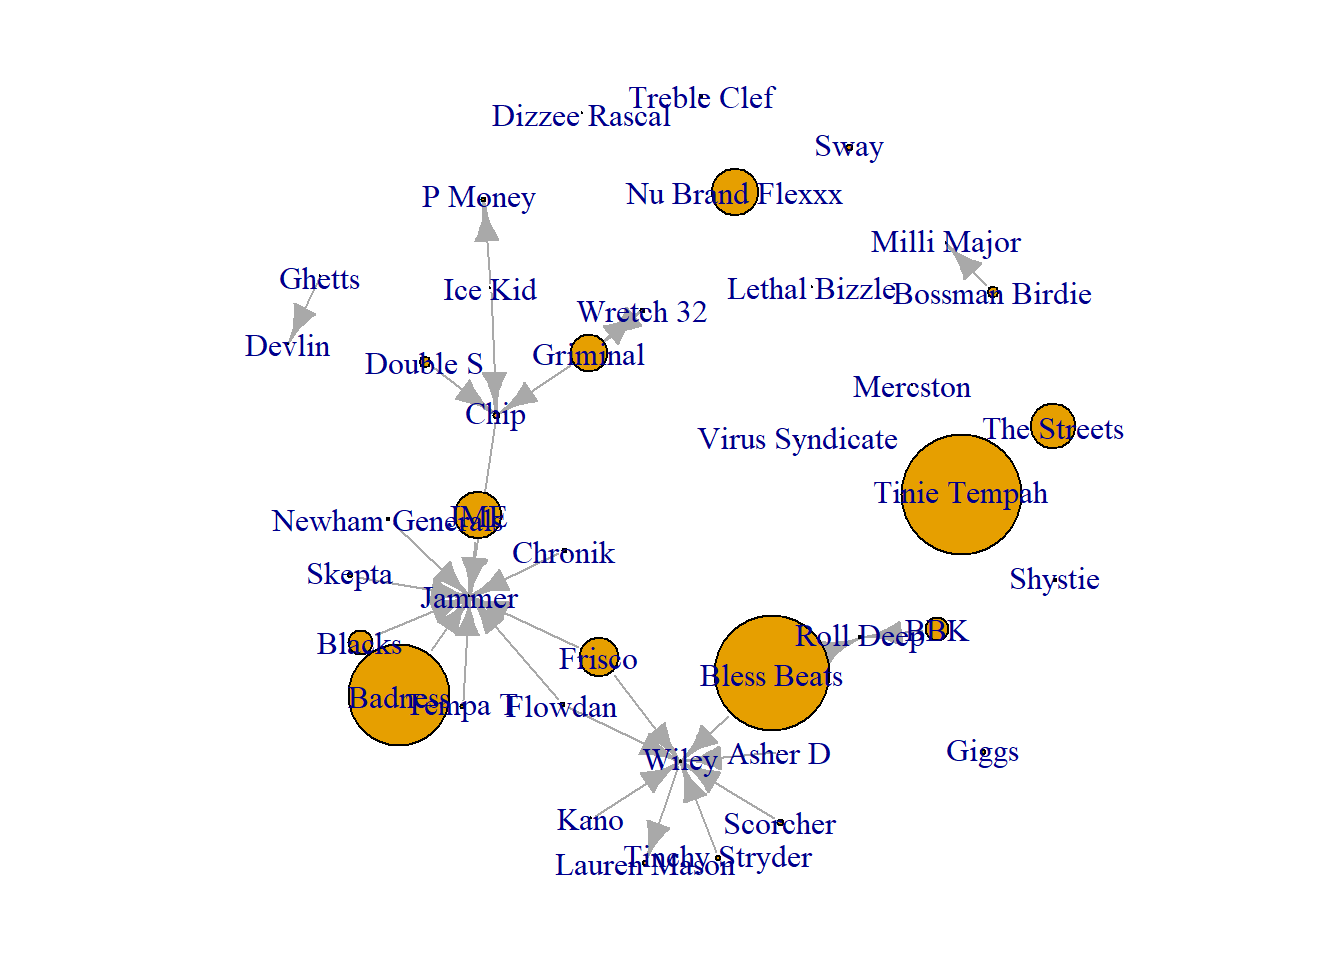 Treble Clef
Dizzee Rascal
Sway
Nu Brand Flexxx
P Money
Milli Major
Ghetts
Ice Kid
Lethal Bizzle
Bossman Birdie
Wretch 32
Devlin
Griminal
Double S
Mercston
Chip
The Streets
Virus Syndicate
Tinie Tempah
JME
Newham Generals
Chronik
Skepta
Shystie
Jammer
BBK
Roll Deep
Blacks
Frisco
Bless Beats
Badness
Tempa T
Flowdan
Asher D
Giggs
Wiley
Kano
Scorcher
Tinchy Stryder
Lauren Mason